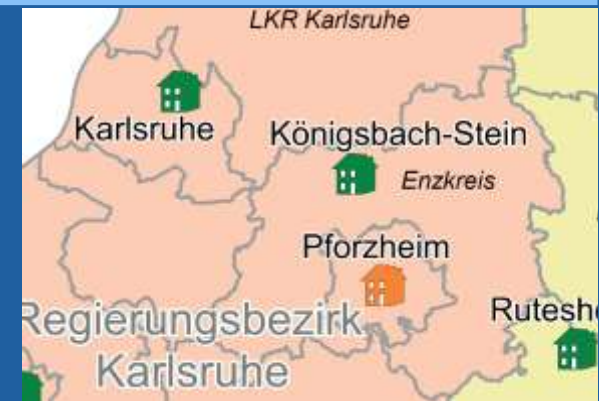 LKR Karlsruhe
Karlsruhe
Königsbach-Stein
Enzkreis
Pforzheim
Regierungsbezirk
Karlsruhe